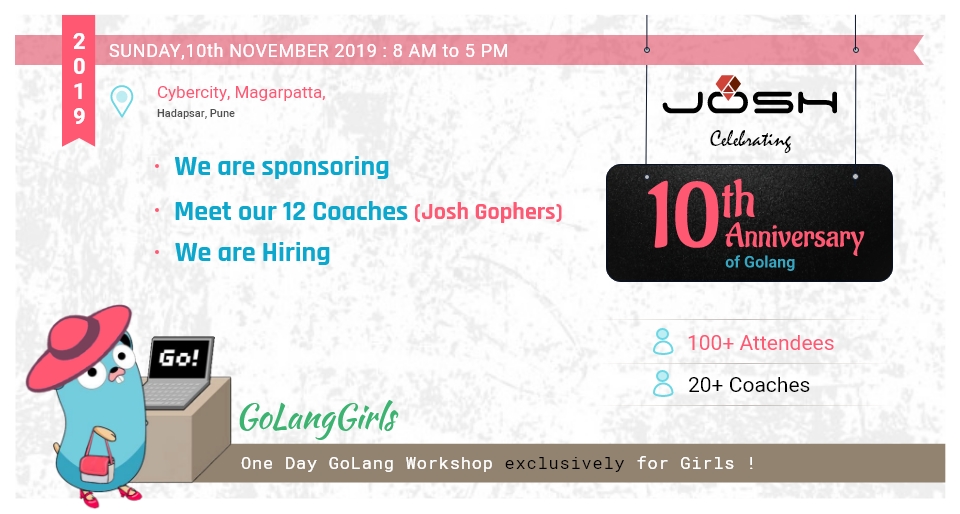 2019
SUNDAY,10th NOVEMBER 2019 : 8 AM to 5 PM
Cybercity, Magarpatta,
Hadapsar, Pune
We are sponsoring
Meet our 12 Coaches (Josh Gophers)
We are Hiring
JOSH
Celebrating
10th
Anniversary
of Golang
100+ Attendees
20+ Coaches
Go!
GoLangGirls
One Day GoLang Workshop exclusively for Girls !